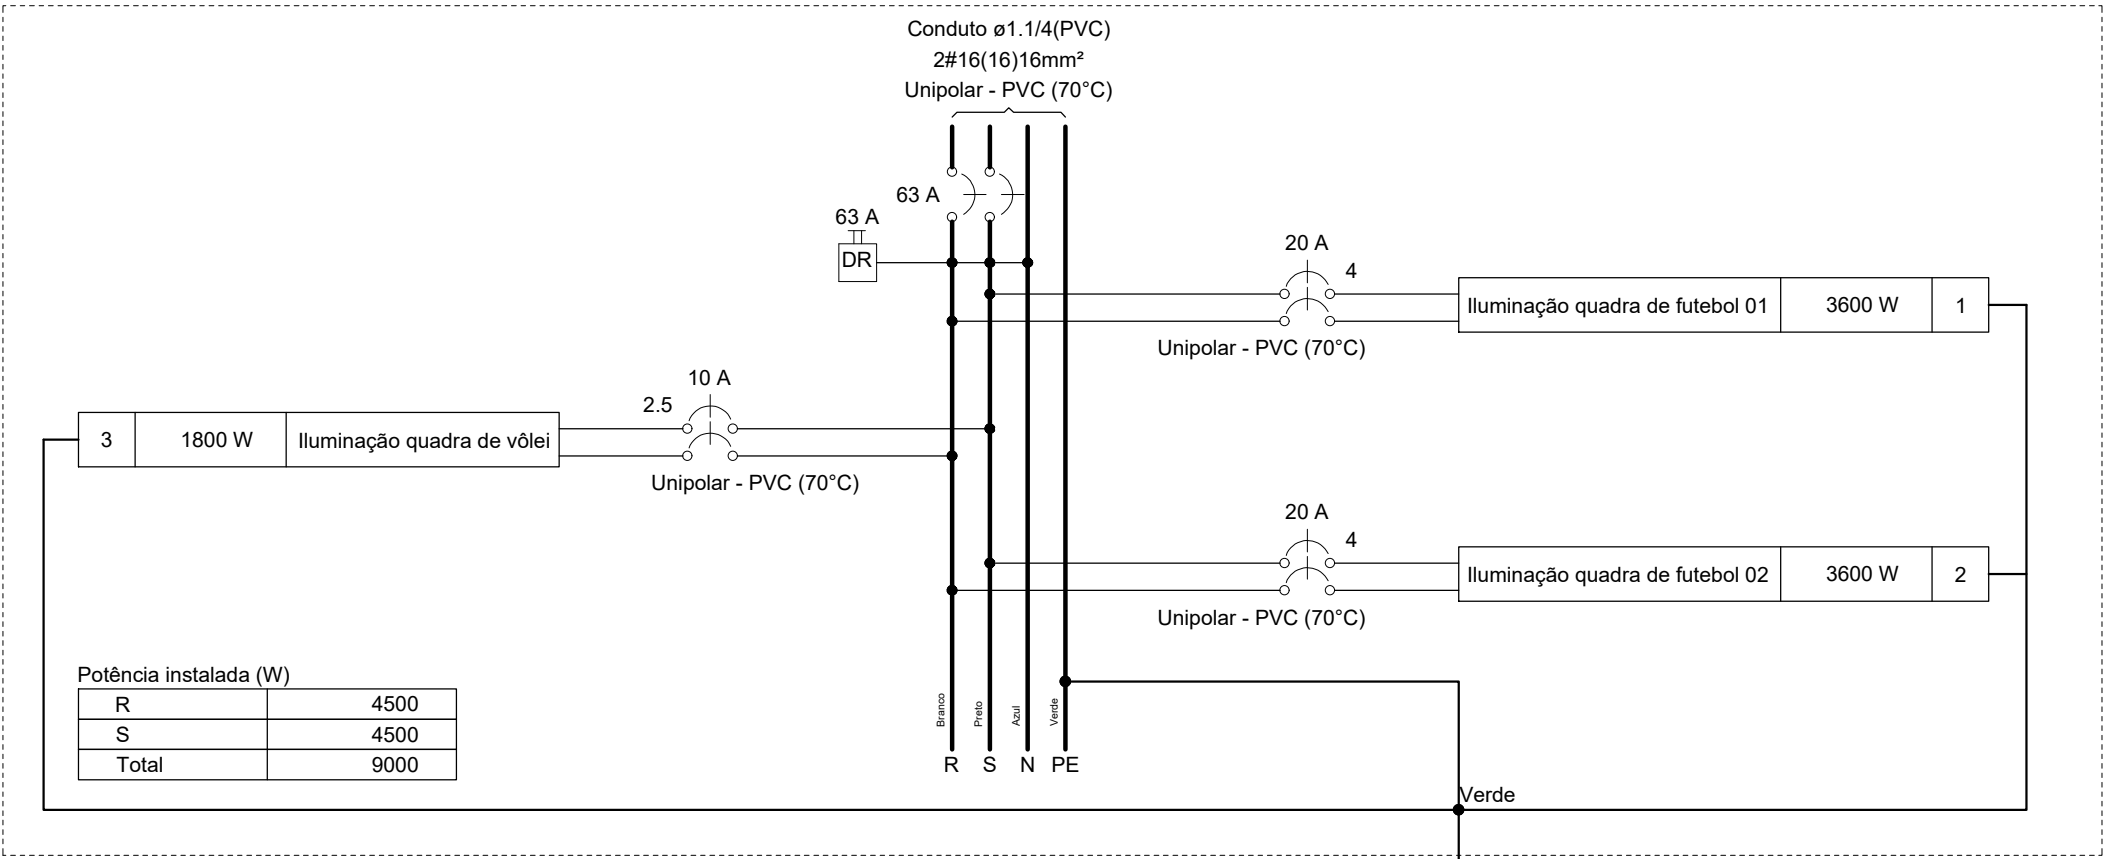 Conduto ø1.1/4(PVC)
2#16(16)16mm²
Unipolar - PVC (70°C)
63 A
63 A
DR
20 A
4
Iluminação quadra de futebol 01 3600 W 1
Unipolar - PVC (70°C)
10 A
2.5
3 1800 W Iluminação quadra de vôlei
Unipolar - PVC (70°C)
20 A
4
Iluminação quadra de futebol 02 3600 W 2
Unipolar - PVC (70°C)
Potência instalada (W)
R 4500
S 4500
Total 9000
Branco
Preto
Azul
Verde
R S N PE
Verde